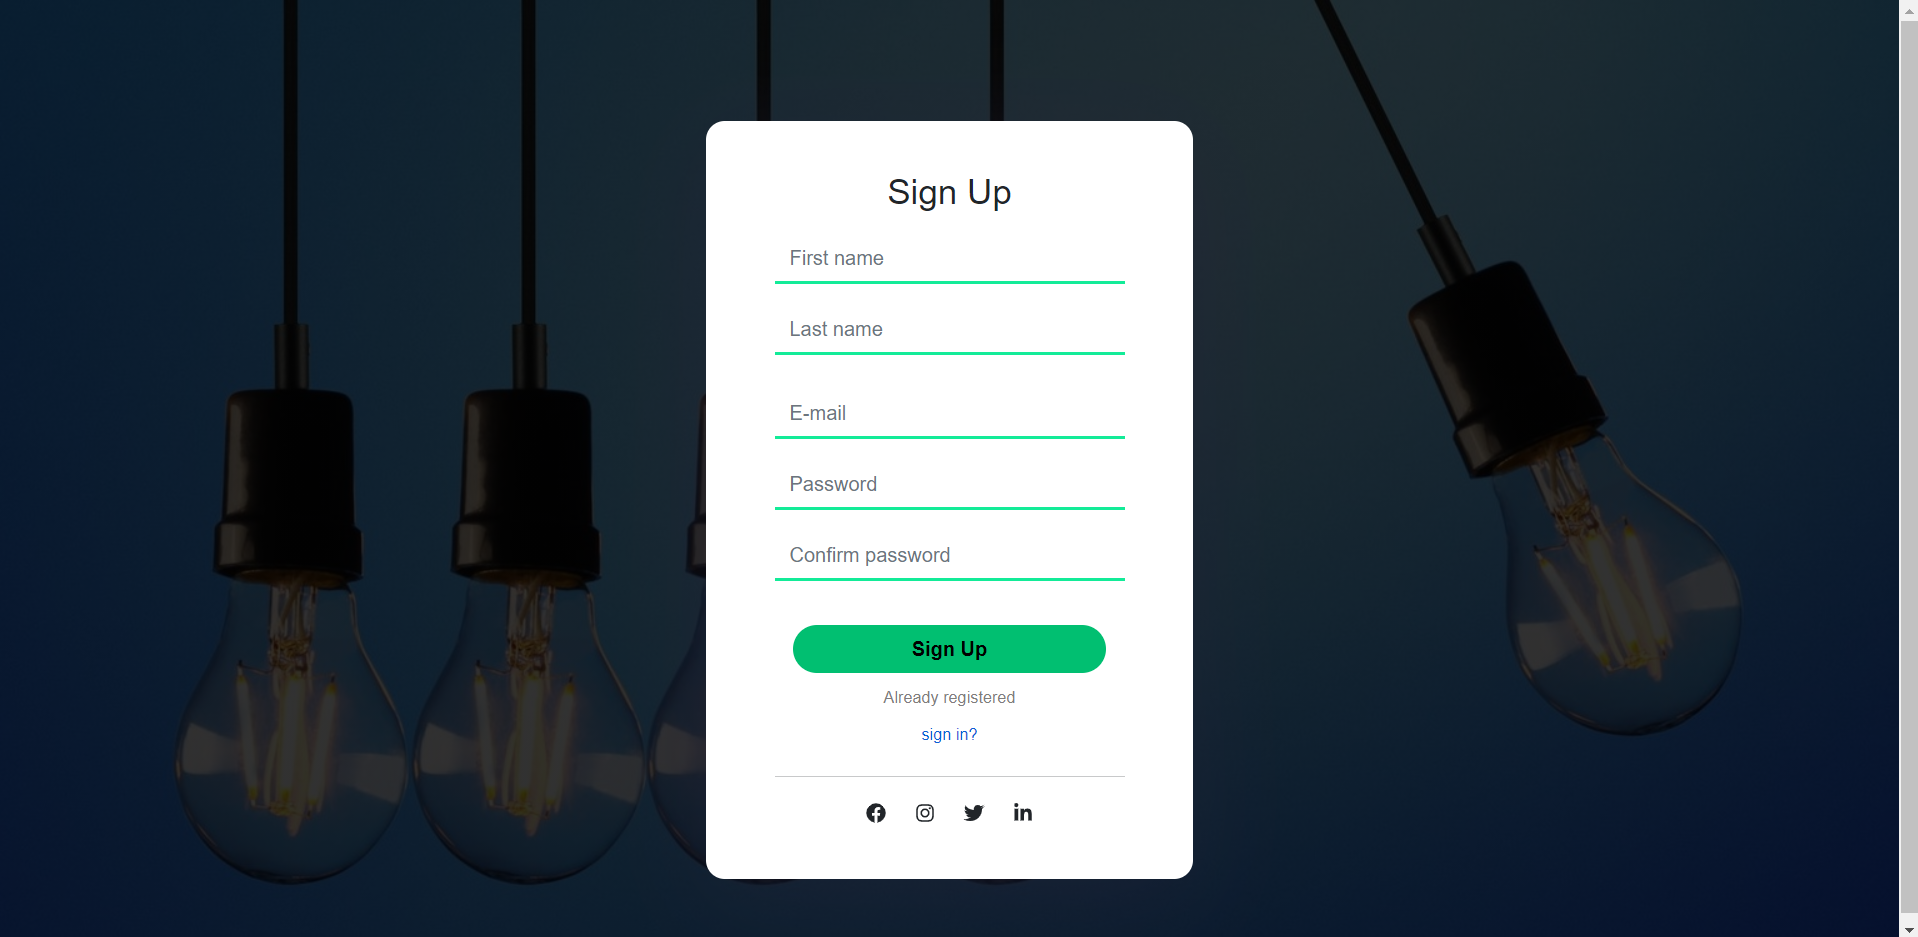 Sign Up
First name
Last name
E-mail
Password
Confirm password
Sign Up
Already registered
sign in?